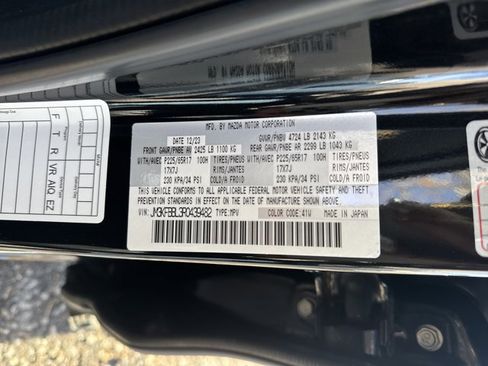 MFD. BY MAZDA MOTOR CORPORATION
DATE 12/23 GVWR/PNBV 4724 LB 2143 KG
FRONT GAWR/PNBE AV 2425 LB 1100 KG REAR GAWR/PNBE AR 2299 LB 1043 KG
WITH/AVEC P225/65R17 100H TIRES/PNEUS WITH/AVEC P225/65R17 100H TIRES/PNEUS
17X7J RIMS/JANTES 17X7J RIMS/JANTES
230 KPA/34 PSI COLD/FROID 230 KPA/34 PSI COLD/FROID
THIS VEHICLE CONFORMS TO ALL APPLICABLE FEDERAL MOTOR VEHICLE SAFETY AND THEFT
PREVENTION STANDARDS IN EFFECT ON THE DATE OF MANUFACTURE SHOWN ABOVE.
VIN: TYPE: MPV COLOR CODE: 41W MADE IN JAPAN
F T R VR AIO EZ